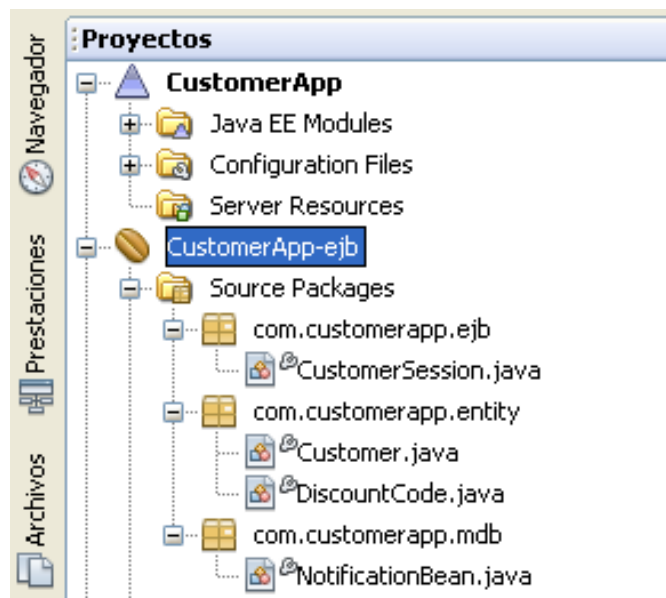 Proyectos
CustomerApp
Java EE Modules
Configuration Files
Server Resources
CustomerApp-ejb
Source Packages
com.customerapp.ejb
CustomerSession.java
com.customerapp.entity
Customer.java
DiscountCode.java
com.customerapp.mdb
NotificationBean.java
Navegador
Prestaciones
Archivos